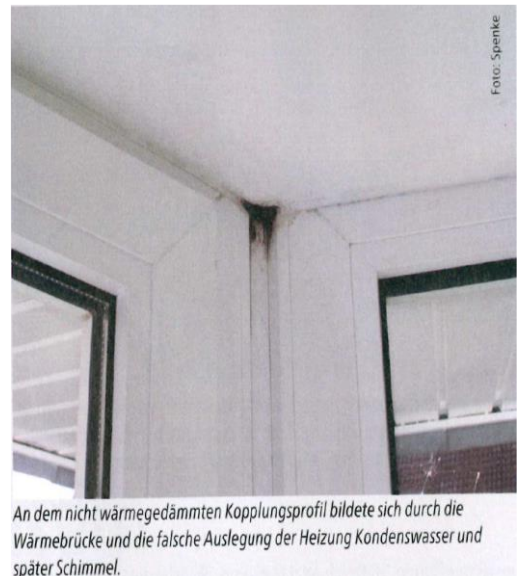 Foto: Spenke
An dem nicht wärmegedämmten Kopplungsprofil bildete sich durch die
Wärmebrücke und die falsche Auslegung der Heizung Kondenswasser und
später Schimmel.